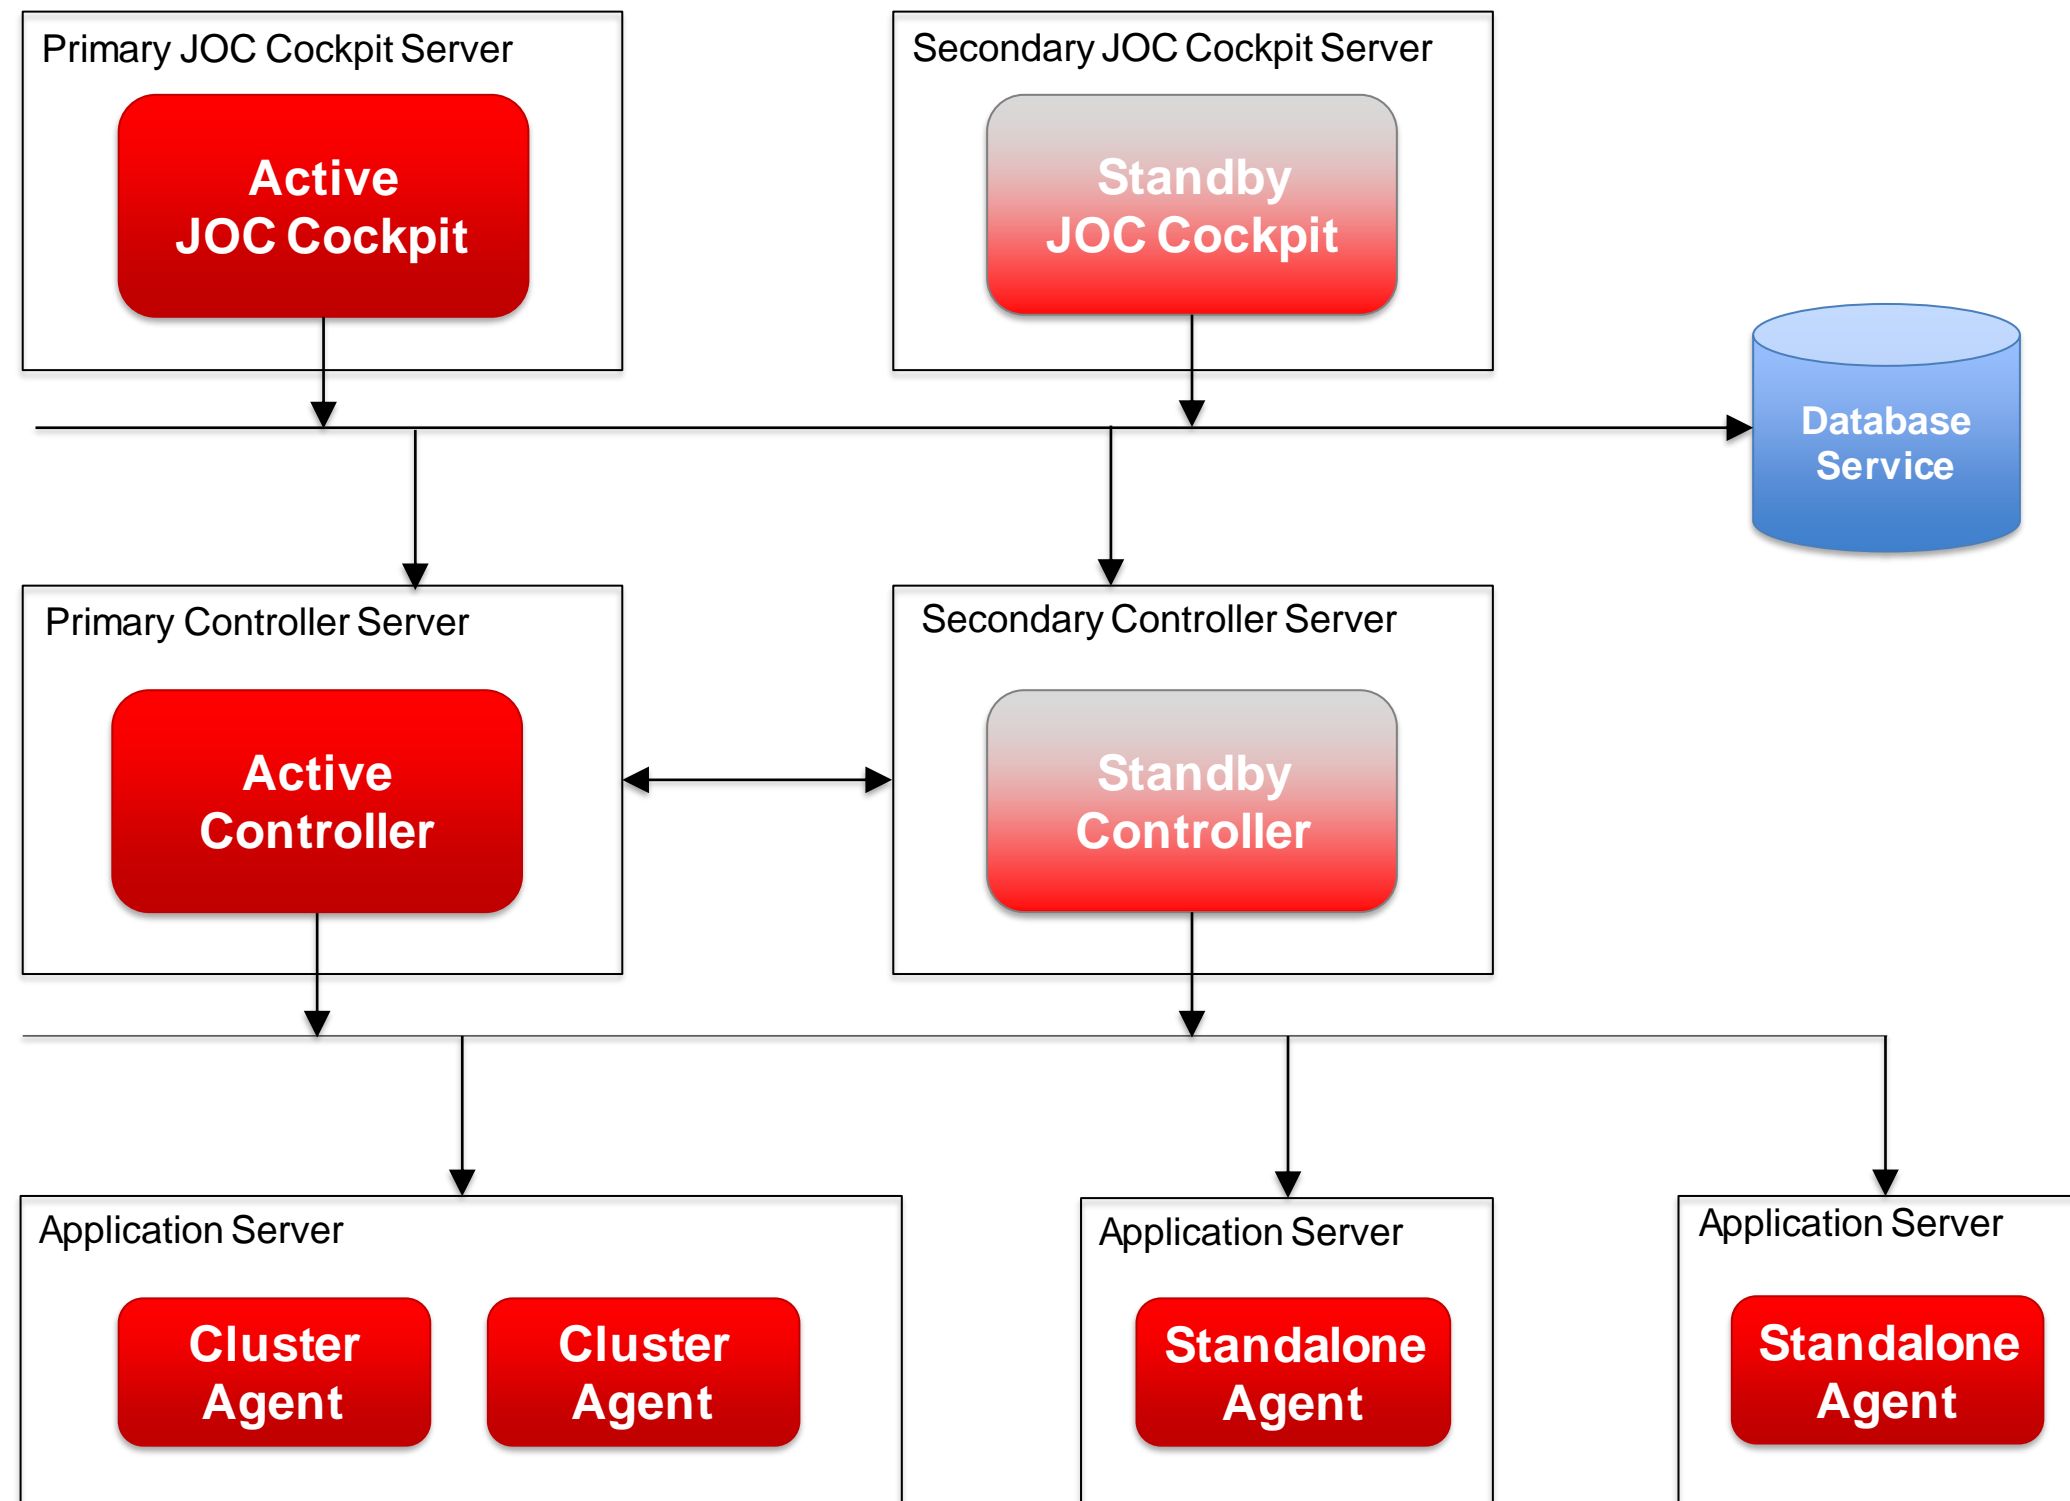 Primary JOC Cockpit Server
Active
JOC Cockpit
Secondary JOC Cockpit Server
Standby
JOC Cockpit
Database
Service
Primary Controller Server
Active
Controller
Secondary Controller Server
Standby
Controller
Application Server
Cluster
Agent
Cluster
Agent
Application Server
Standalone
Agent
Application Server
Standalone
Agent